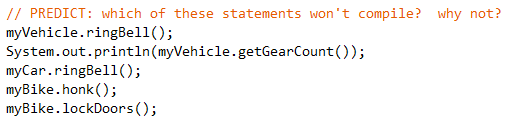 // PREDICT: which of these statements won't compile?  why not?
myVehicle.ringBell();
System.out.println(myVehicle.getGearCount());
myCar.ringBell();
myBike.honk();
myBike.lockDoors();